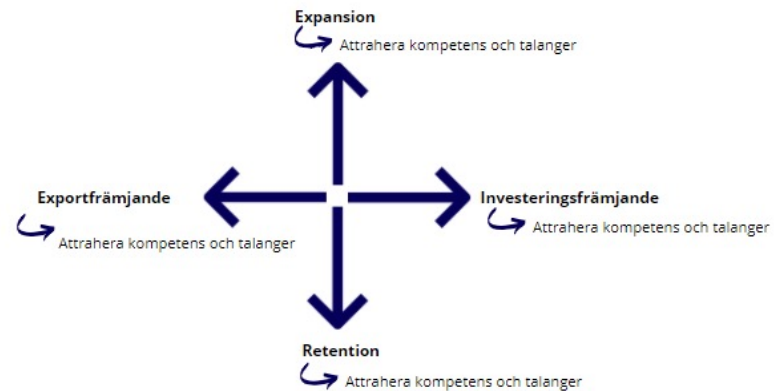 Expansion
Attrahera kompetens och talanger
Exportfrämjande
Attrahera kompetens och talanger
Investeringsfrämjande
Attrahera kompetens och talanger
Retention
Attrahera kompetens och talanger